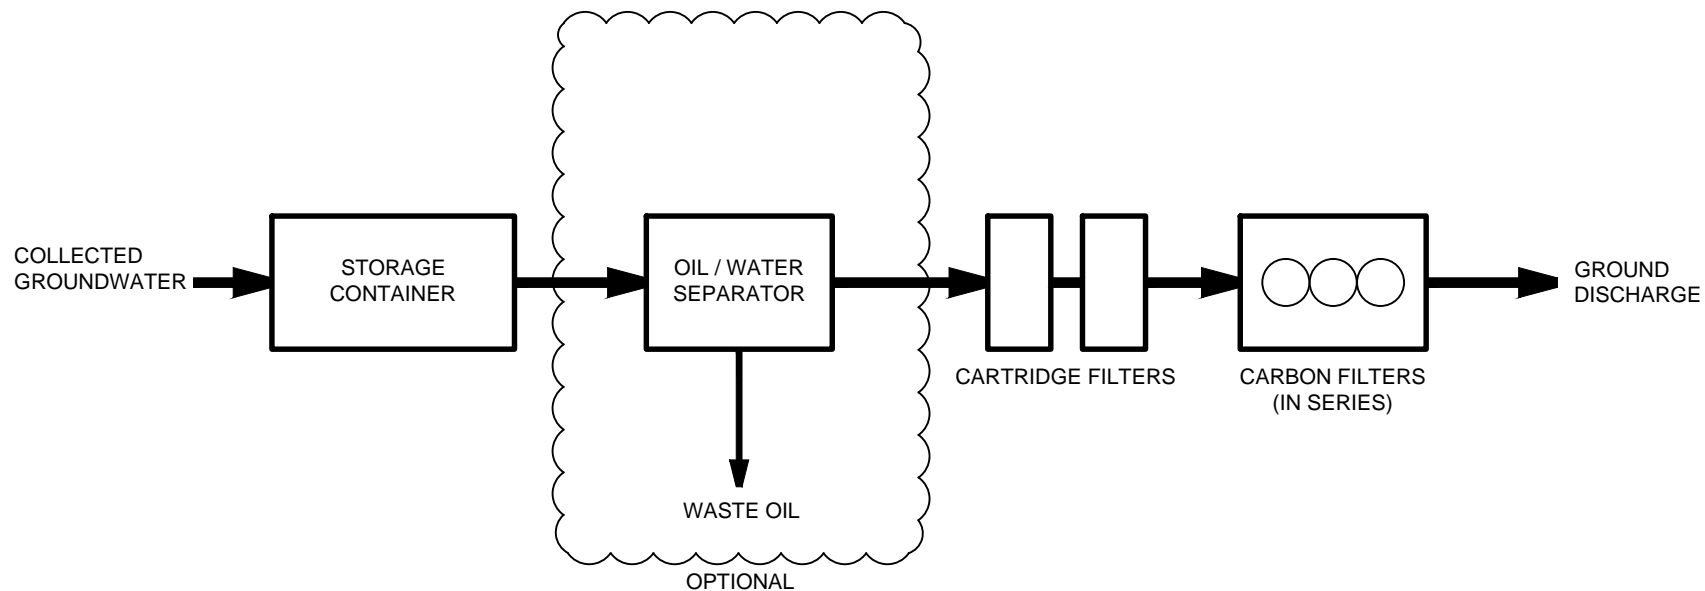 COLLECTED
GROUNDWATER
STORAGE
CONTAINER
OIL / WATER
SEPARATOR
WASTE OIL
OPTIONAL
CARTRIDGE FILTERS
CARBON FILTERS
(IN SERIES)
GROUND
DISCHARGE